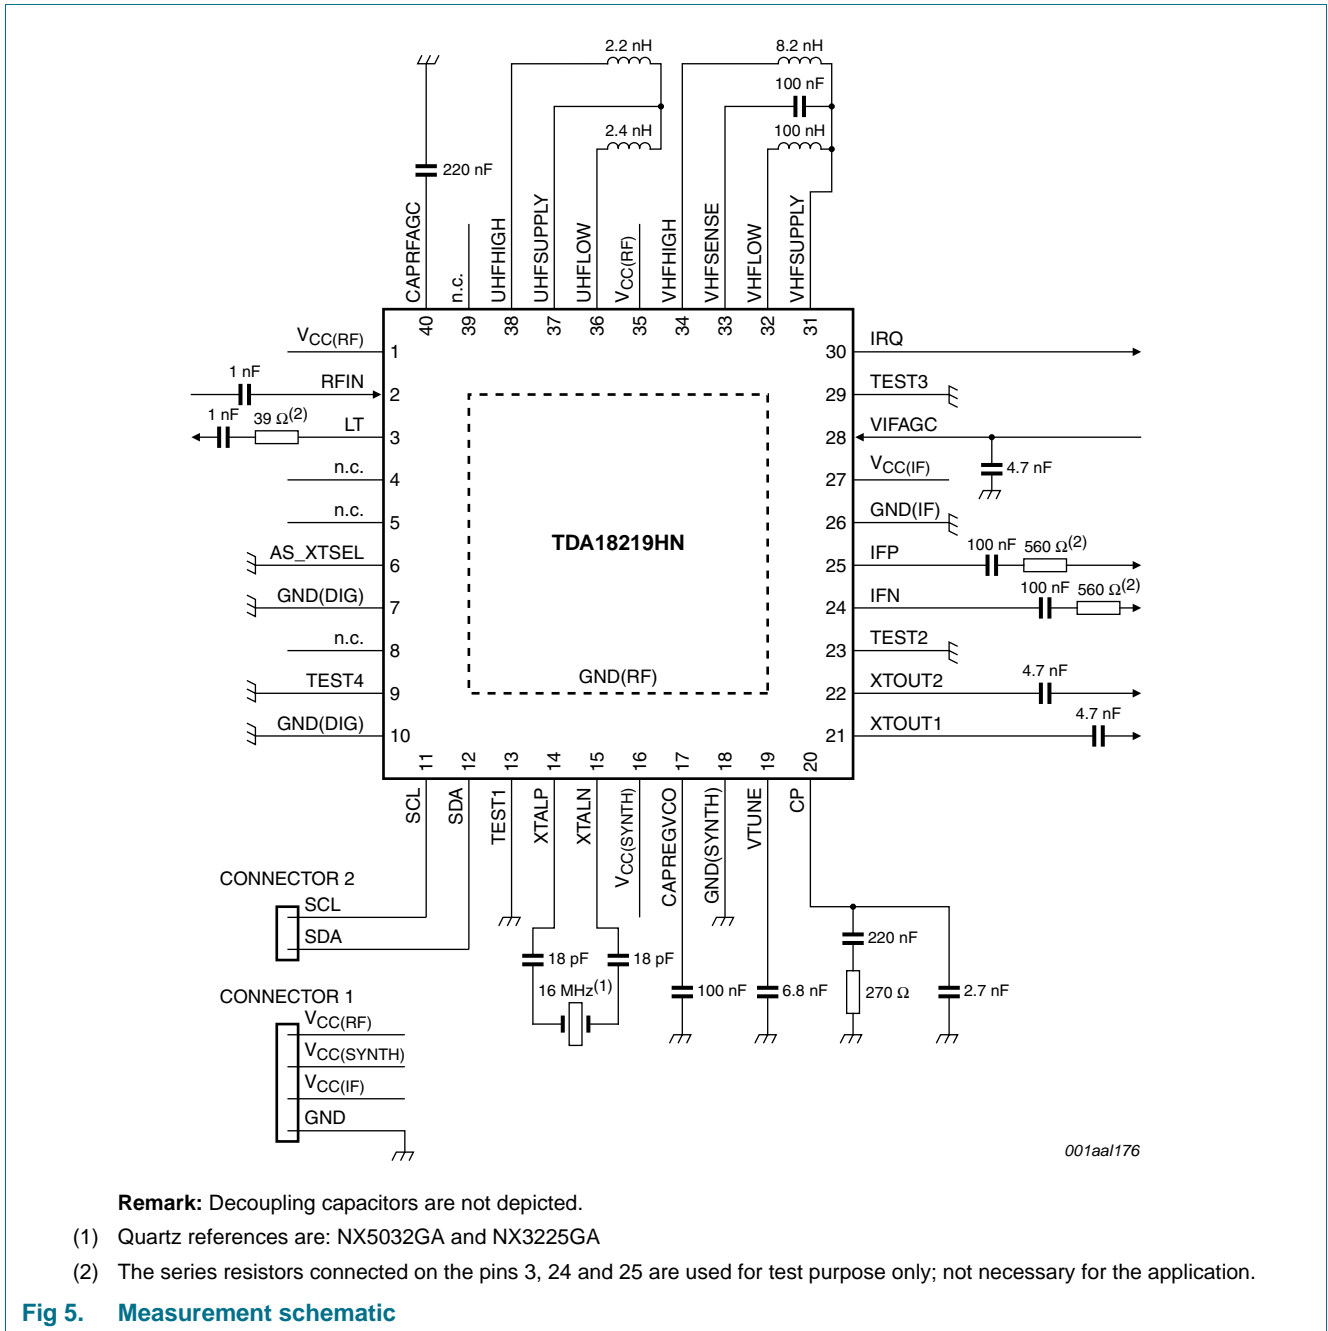 2.2 nH
8.2 nH
100 nF
2.4 nH
100 nH
220 nF
CAPRFAGC
n.c.
UHFHIGH
UHFSUPPLY
UHFLOW
VCC(RF)
VHFHIGH
VHFSENSE
VHFLOW
VHFSUPPLY
40
39
38
37
36
35
34
33
32
31
VCC(RF)
1
1 nF
RFIN
2
1 nF
39 Ω(2)
LT
3
n.c.
4
n.c.
5
AS_XTSEL
6
GND(DIG)
7
n.c.
8
TEST4
9
GND(DIG)
10
TDA18219HN
GND(RF)
30
IRQ
29
TEST3
28
VIFAGC
4.7 nF
27
VCC(IF)
26
GND(IF)
25
IFP
100 nF
560 Ω(2)
24
IFN
100 nF
560 Ω(2)
23
TEST2
22
XTOUT2
4.7 nF
21
XTOUT1
4.7 nF
11
12
13
14
15
16
17
18
19
20
SCL
SDA
TEST1
XTALP
XTALN
VCC(SYNTH)
CAPREGVCO
GND(SYNTH)
VTUNE
CP
CONNECTOR 2
SCL
SDA
18 pF
18 pF
16 MHz(1)
100 nF
6.8 nF
220 nF
270 Ω
2.7 nF
CONNECTOR 1
VCC(RF)
VCC(SYNTH)
VCC(IF)
GND
001aal176
Remark: Decoupling capacitors are not depicted.
(1) Quartz references are: NX5032GA and NX3225GA
(2) The series resistors connected on the pins 3, 24 and 25 are used for test purpose only; not necessary for the application.
Fig 5. Measurement schematic